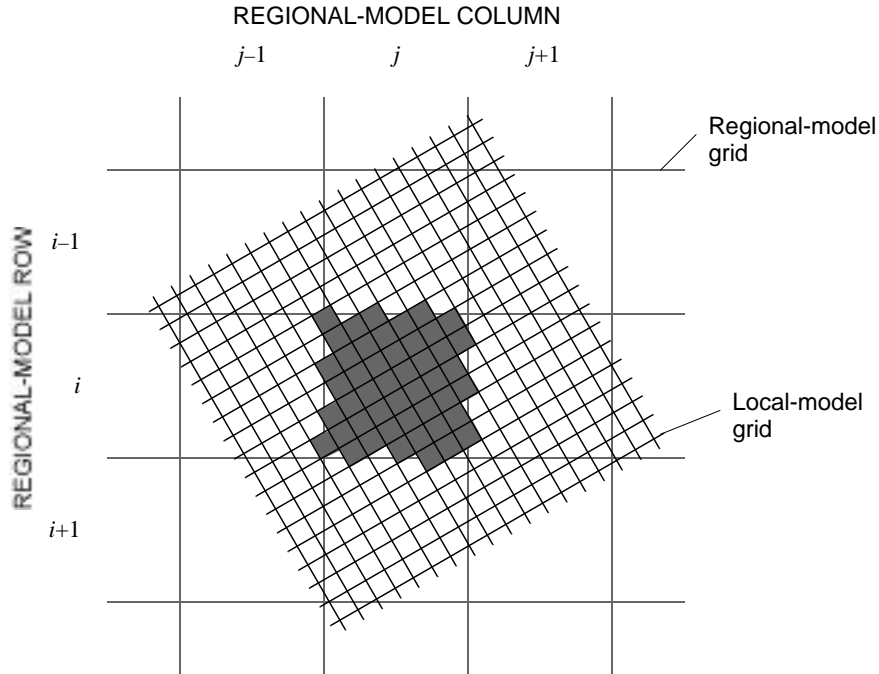 REGIONAL-MODEL COLUMN
j–1 j j+1
Regional-model
grid
REGIONAL-MODEL ROW
i–1
i
i+1
Local-model
grid